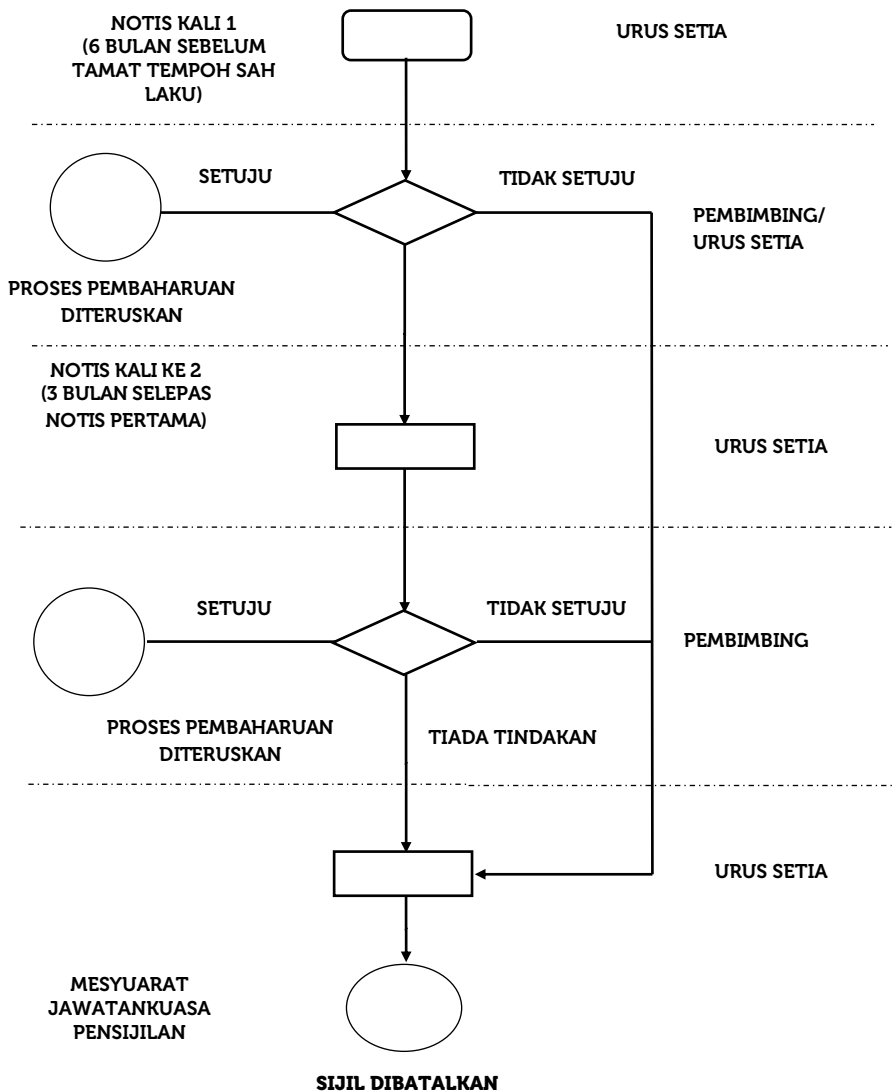 NOTIS KALI 1
(6 BULAN SEBELUM
TAMAT TEMPOH SAH
LAKU)
URUS SETIA
SETUJU
TIDAK SETUJU
PEMBIMBING/
URUS SETIA
PROSES PEMBAHARUAN
DITERUSKAN
NOTIS KALI KE 2
(3 BULAN SELEPAS
NOTIS PERTAMA)
URUS SETIA
SETUJU
TIDAK SETUJU
PEMBIMBING
PROSES PEMBAHARUAN
DITERUSKAN
TIADA TINDAKAN
URUS SETIA
MESYUARAT
JAWATANKUASA
PENSIJILAN
SIJIL DIBATALKAN